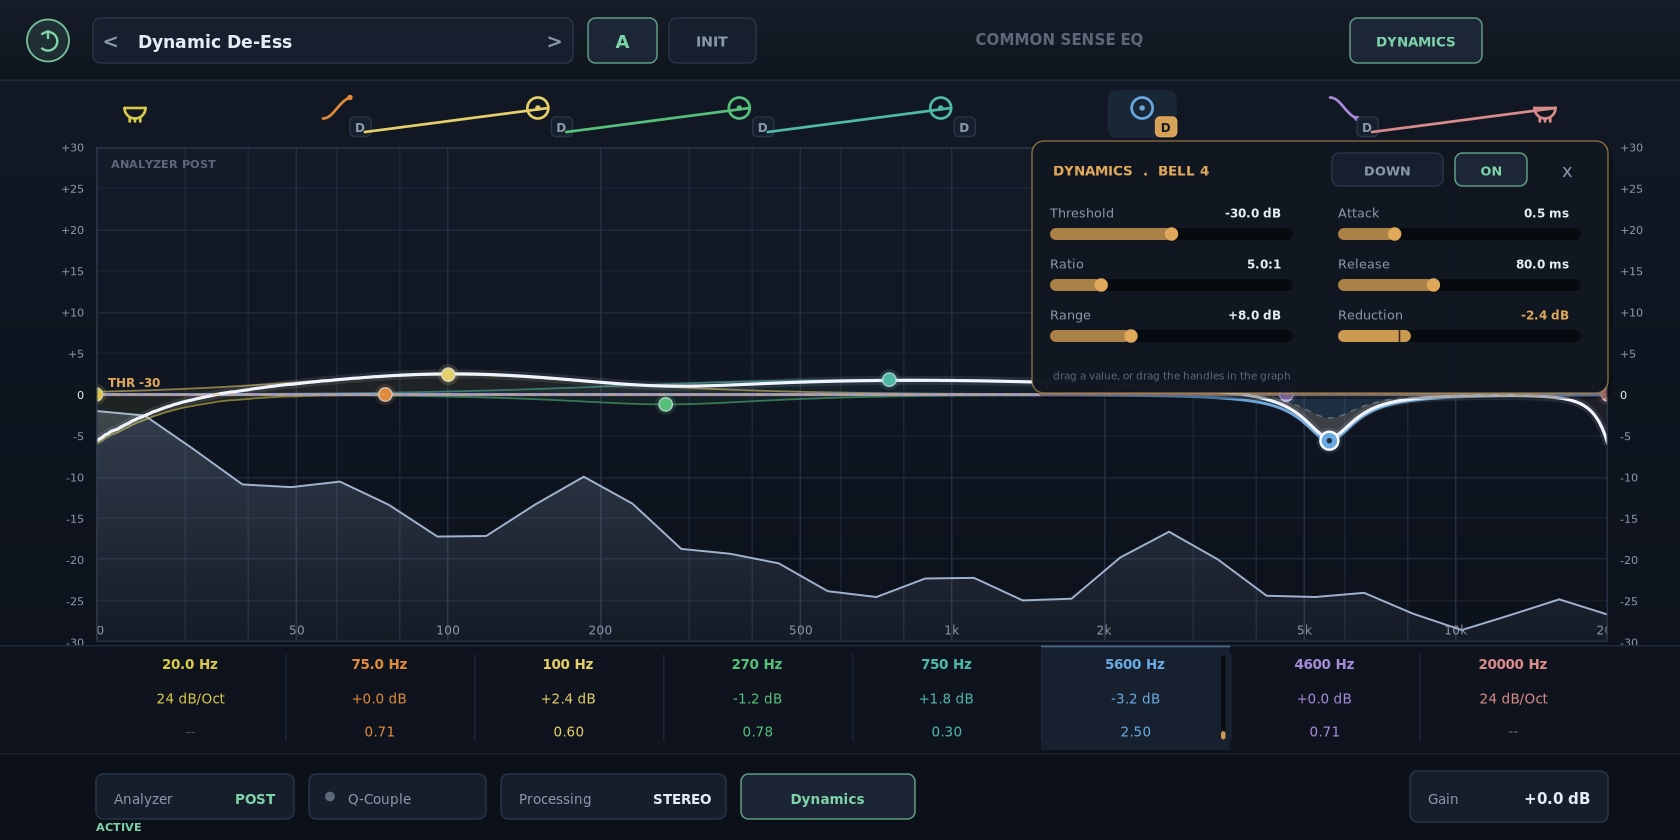 < Dynamic De-Ess > A INIT COMMON SENSE EQ DYNAMICS
D D D D D D
ANALYZER POST
DYNAMICS . BELL 4 DOWN ON X
Threshold -30.0 dB Attack 0.5 ms
Ratio 5.0:1 Release 80.0 ms
Range +8.0 dB Reduction -2.4 dB
drag a value, or drag the handles in the graph
+30 +30
+25 +25
+20 +20
+15 +15
+10 +10
+5 +5
THR -30
0 0
-5 -5
-10 -10
-15 -15
-20 -20
-25 -25
0 50 100 200 500 1k 2k 5k 10k 20
-30 -30
20.0 Hz 75.0 Hz 100 Hz 270 Hz 750 Hz 5600 Hz 4600 Hz 20000 Hz
24 dB/Oct +0.0 dB +2.4 dB -1.2 dB +1.8 dB -3.2 dB +0.0 dB 24 dB/Oct
-- 0.71 0.60 0.78 0.30 2.50 0.71 --
Analyzer POST Q-Couple Processing STEREO Dynamics Gain +0.0 dB
ACTIVE